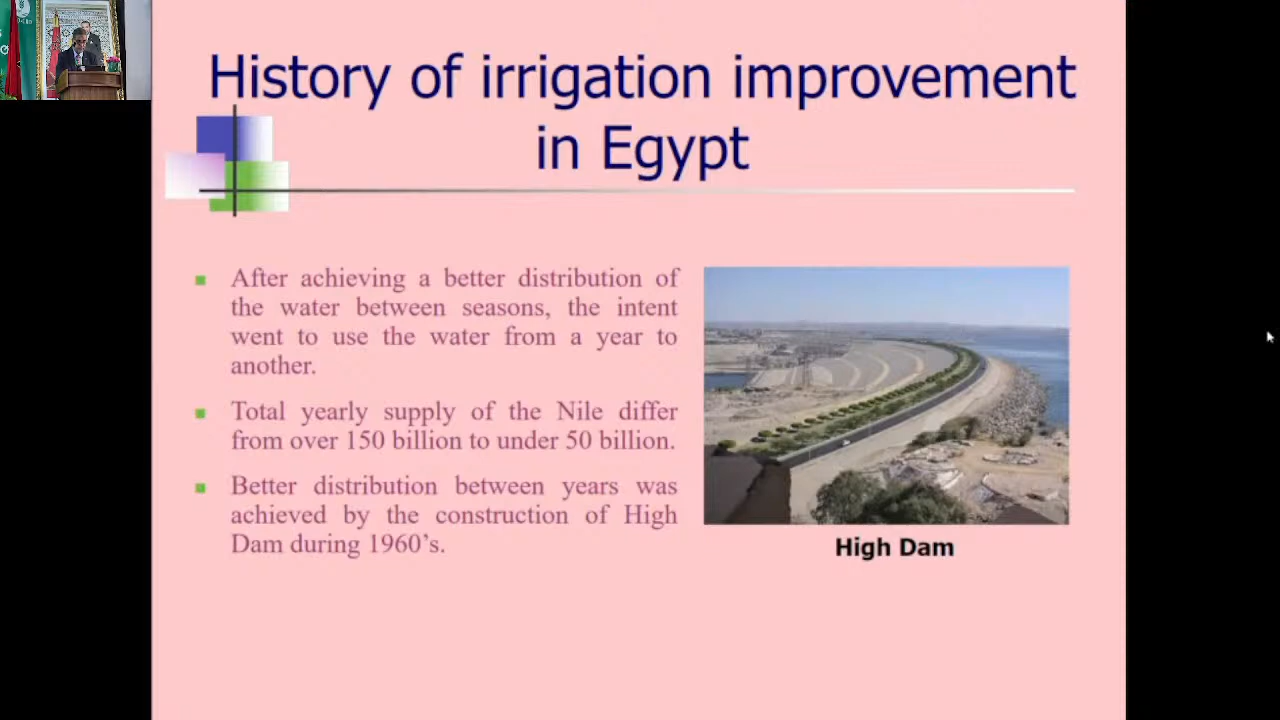 History of irrigation improvement
in Egypt
After achieving a better distribution of
the water between seasons, the intent
went to use the water from a year to
another.
Total yearly supply of the Nile differ
from over 150 billion to under 50 billion.
Better distribution between years was
achieved by the construction of High
Dam during 1960’s.
High Dam